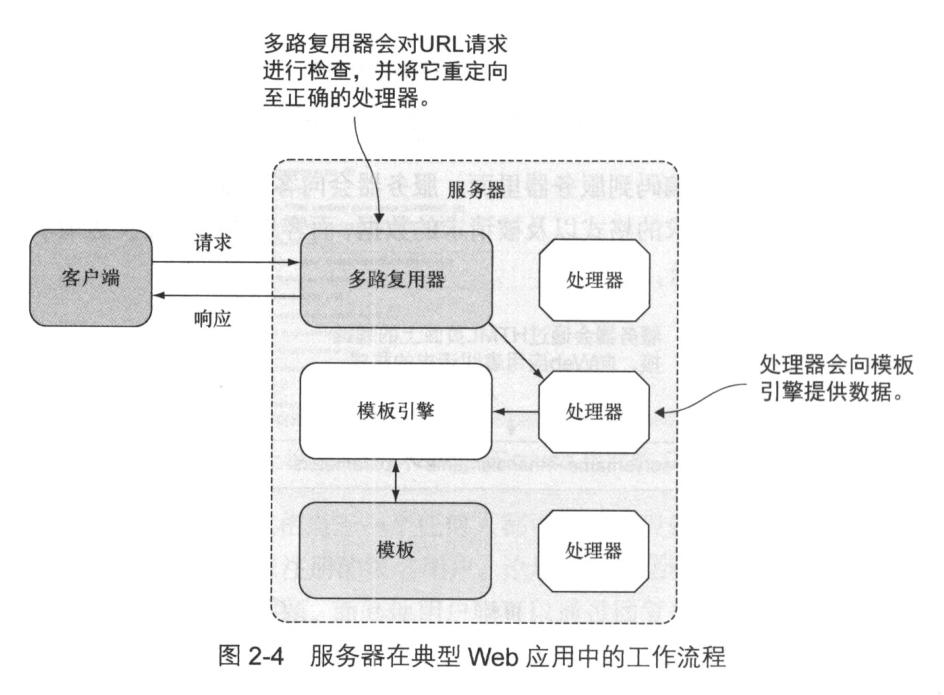 多路复用器会对URL请求
进行检查，并将它重定向
至正确的处理器。
服务器
请求
客户端
多路复用器
处理器
响应
处理器会向模板
引擎提供数据。
模板引擎
处理器
模板
处理器
图 2-4 服务器在典型 Web 应用中的工作流程